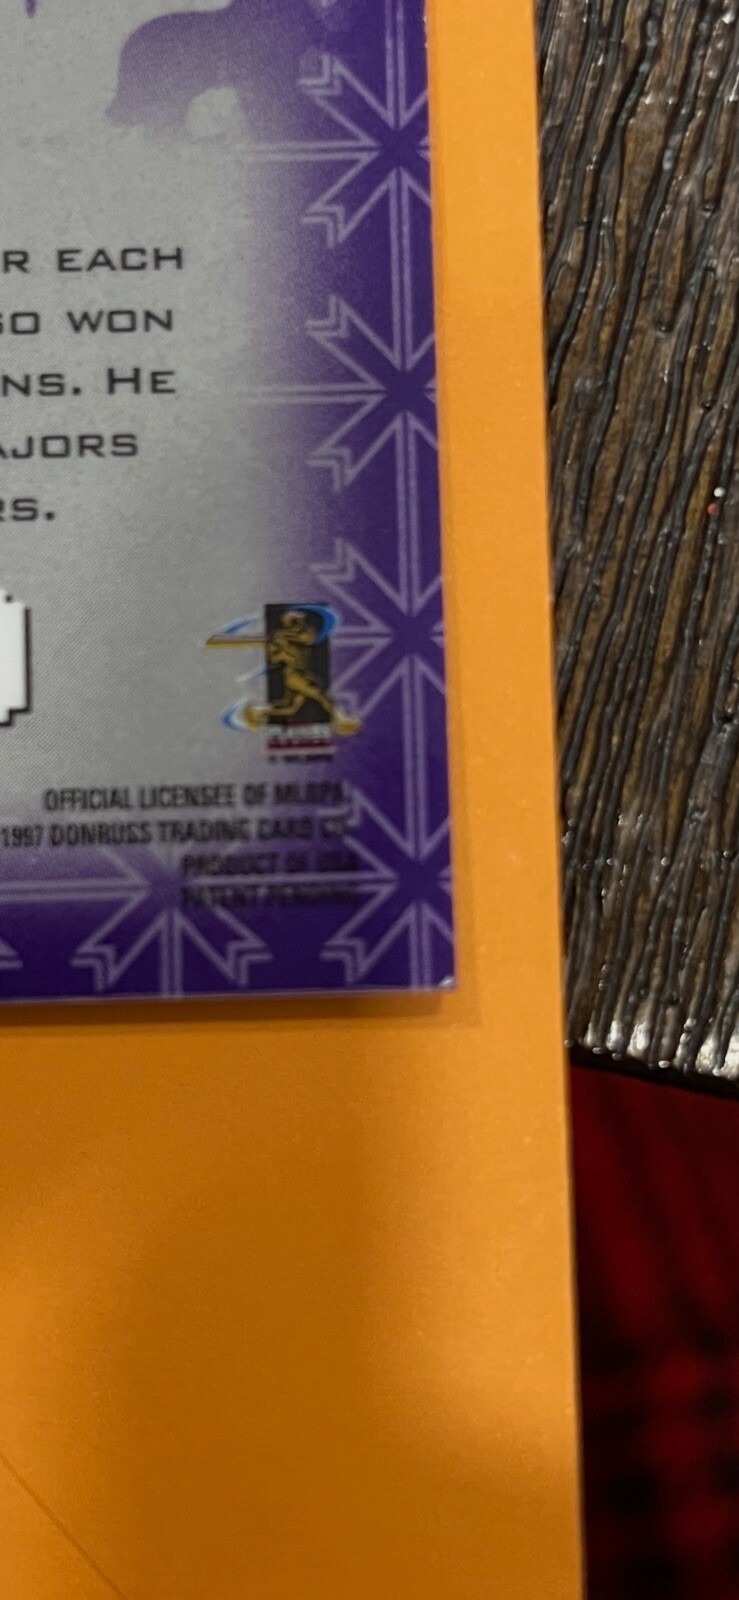 R EACH
SO WON
NS. HE
AJORS
RS.
PLAYERS
OFFICIAL LICENSEE OF MLBPA.
1997 DONRUSS TRADING CARD CO.
PRODUCT OF USA
PATENT PENDING